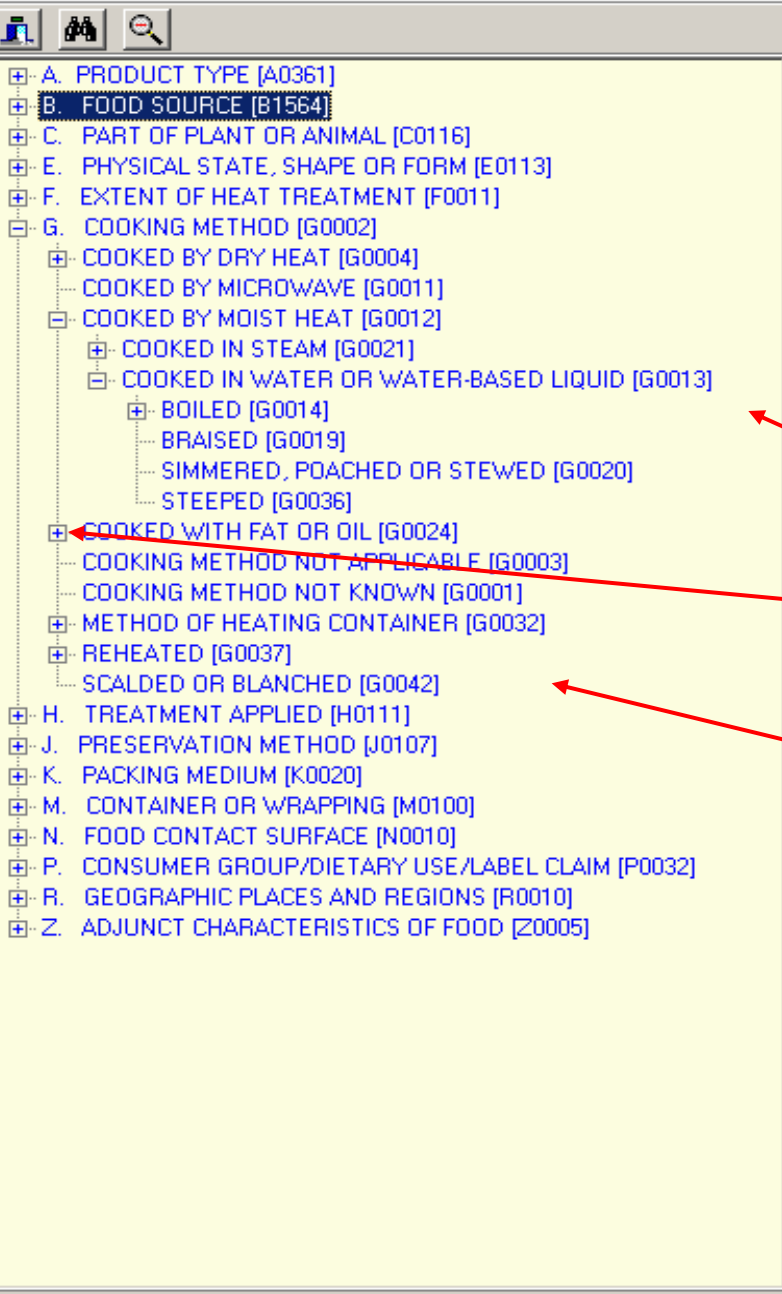 A. PRODUCT TYPE [A0361]
B. FOOD SOURCE [B1564]
C. PART OF PLANT OR ANIMAL [C0116]
E. PHYSICAL STATE, SHAPE OR FORM [E0113]
F. EXTENT OF HEAT TREATMENT [F0011]
G. COOKING METHOD [G0002]
COOKED BY DRY HEAT [G0004]
COOKED BY MICROWAVE [G0011]
COOKED BY MOIST HEAT [G0012]
COOKED IN STEAM [G0021]
COOKED IN WATER OR WATER-BASED LIQUID [G0013]
BOILED [G0014]
BRAISED [G0019]
SIMMERED, POACHED OR STEWED [G0020]
STEEPED [G0036]
COOKED WITH FAT OR OIL [G0024]
COOKING METHOD NOT APPLICABLE [G0003]
COOKING METHOD NOT KNOWN [G0001]
METHOD OF HEATING CONTAINER [G0032]
REHEATED [G0037]
SCALDED OR BLANCHED [G0042]
H. TREATMENT APPLIED [H0111]
J. PRESERVATION METHOD [J0107]
K. PACKING MEDIUM [K0020]
M. CONTAINER OR WRAPPING [M0100]
N. FOOD CONTACT SURFACE [N0010]
P. CONSUMER GROUP/DIETARY USE/LABEL CLAIM [P0032]
R. GEOGRAPHIC PLACES AND REGIONS [R0010]
Z. ADJUNCT CHARACTERISTICS OF FOOD [Z0005]